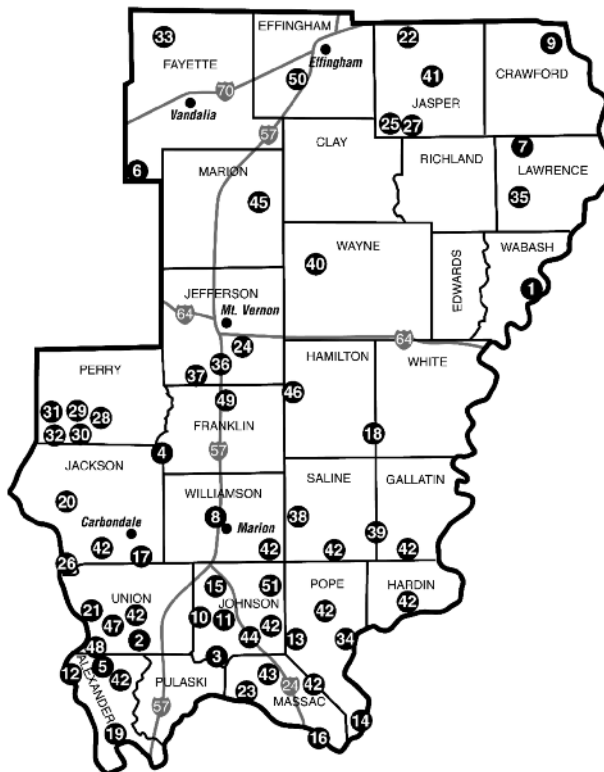 EFFINGHAM
33
22
9
FAYETTE
Effingham
50
41
CRAWFORD
70
JASPER
Vandalia
25 27
57
CLAY
7
RICHLAND
LAWRENCE
6
MARION
45
35
WAYNE
WABASH
40
EDWARDS
1
JEFFERSON
64
Mt. Vernon
24
64
36
HAMILTON
WHITE
PERRY
37
46
49
31 29 28
FRANKLIN
32 30
18
4
57
JACKSON
SALINE
GALLATIN
WILLIAMSON
20
8
38
Carbondale
Marion
39
42
17
42
42
42
26
POPE
HARDIN
UNION
15
51
42
42
21
42
JOHNSON
47
10 11
42
2
44
13
34
48
3
ALEXANDER
5
12
42
PULASKI
43
24
42
23
MASSAC
57
14
19
16